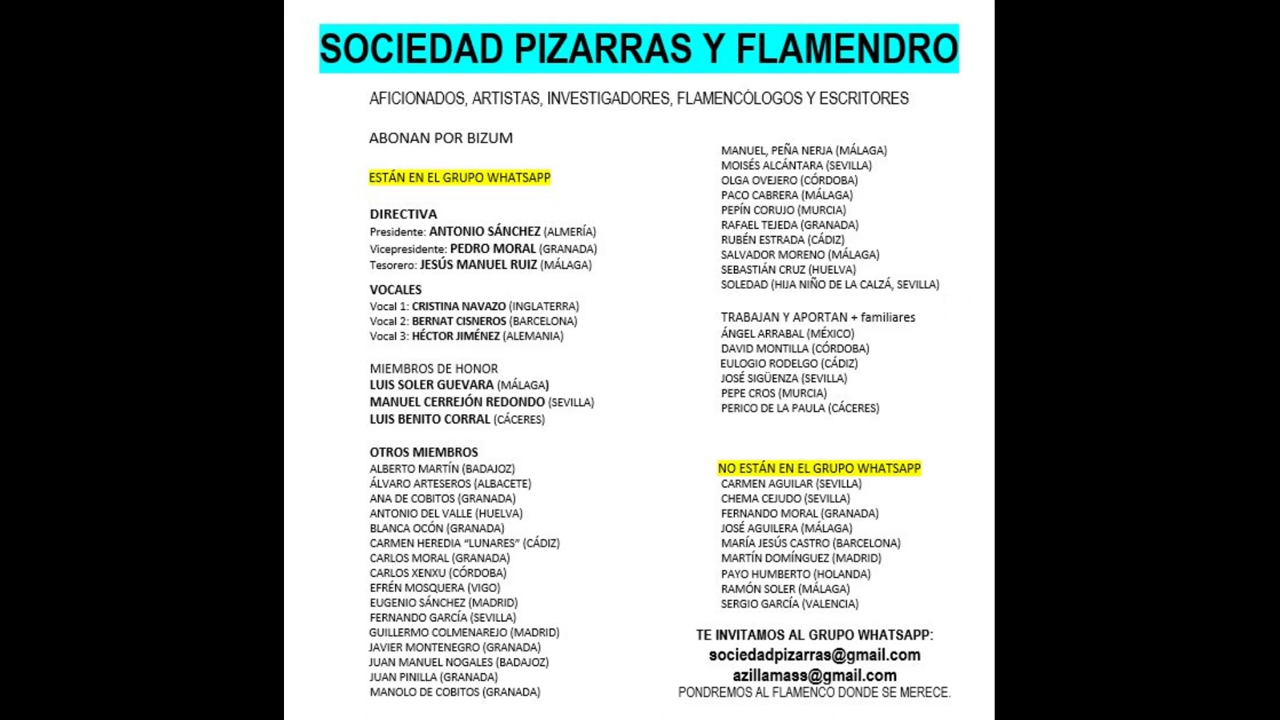 SOCIEDAD PIZARRAS Y FLAMENDRO
AFICIONADOS, ARTISTAS, INVESTIGADORES, FLAMENCÓLOGOS Y ESCRITORES
ABONAN POR BIZUM
ESTÁN EN EL GRUPO WHATSAPP
DIRECTIVA
Presidente: ANTONIO SÁNCHEZ (ALMERÍA)
Vicepresidente: PEDRO MORAL (GRANADA)
Tesorero: JESÚS MANUEL RUIZ (MÁLAGA)
VOCALES
Vocal 1: CRISTINA NAVAZO (INGLATERRA)
Vocal 2: BERNAT CISNEROS (BARCELONA)
Vocal 3: HÉCTOR JIMÉNEZ (ALEMANIA)
MIEMBROS DE HONOR
LUIS SOLER GUEVARA (MÁLAGA)
MANUEL CERREJÓN REDONDO (SEVILLA)
LUIS BENITO CORRAL (CÁCERES)
OTROS MIEMBROS
ALBERTO MARTÍN (BADAJOZ)
ÁLVARO ARTESEROS (ALBACETE)
ANA DE COBITOS (GRANADA)
ANTONIO DEL VALLE (HUELVA)
BLANCA OCÓN (GRANADA)
CARMEN HEREDIA “LUNARES” (CÁDIZ)
CARLOS MORAL (GRANADA)
CARLOS XENXU (CÓRDOBA)
EFRÉN MOSQUERA (VIGO)
EUGENIO SÁNCHEZ (MADRID)
FERNANDO GARCÍA (SEVILLA)
GUILLERMO COLMENAREJO (MADRID)
JAVIER MONTENEGRO (GRANADA)
JUAN MANUEL NOGALES (BADAJOZ)
JUAN PINILLA (GRANADA)
MANOLO DE COBITOS (GRANADA)
MANUEL, PEÑA NERJA (MÁLAGA)
MOISÉS ALCÁNTARA (SEVILLA)
OLGA OVEJERO (CÓRDOBA)
PACO CABRERA (MÁLAGA)
PEPÍN CORUJO (MURCIA)
RAFAEL TEJEDA (GRANADA)
RUBÉN ESTRADA (CÁDIZ)
SALVADOR MORENO (MÁLAGA)
SEBASTIÁN CRUZ (HUELVA)
SOLEDAD (HIJA NIÑO DE LA CALZÁ, SEVILLA)
TRABAJAN Y APORTAN + familiares
ÁNGEL ARRABAL (MÉXICO)
DAVID MONTILLA (CÓRDOBA)
EULOGIO RODELGO (CÁDIZ)
JOSÉ SIGÜENZA (SEVILLA)
PEPE CROS (MURCIA)
PERICO DE LA PAULA (CÁCERES)
NO ESTÁN EN EL GRUPO WHATSAPP
CARMEN AGUILAR (SEVILLA)
CHEMA CEJUDO (SEVILLA)
FERNANDO MORAL (GRANADA)
JOSÉ AGUILERA (MÁLAGA)
MARÍA JESÚS CASTRO (BARCELONA)
MARTÍN DOMÍNGUEZ (MADRID)
PAYO HUMBERTO (HOLANDA)
RAMÓN SOLER (MÁLAGA)
SERGIO GARCÍA (VALENCIA)
TE INVITAMOS AL GRUPO WHATSAPP:
sociedadpizarras@gmail.com
azillamass@gmail.com
PONDREMOS AL FLAMENCO DONDE SE MERECE.